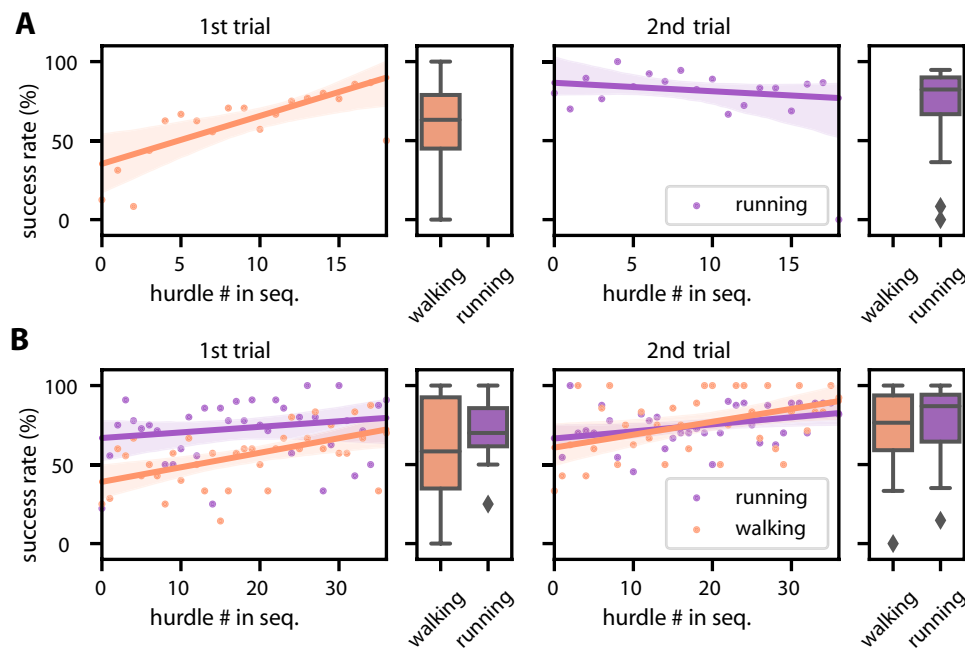 A
1st trial
2nd trial
success rate (%)
100
50
0
0
5
10
15
hurdle # in seq.
walking
running
0
5
10
15
hurdle # in seq.
running
walking
running
B
1st trial
2nd trial
success rate (%)
100
50
0
0
10
20
30
hurdle # in seq.
walking
running
0
10
20
30
hurdle # in seq.
running
walking
walking
running